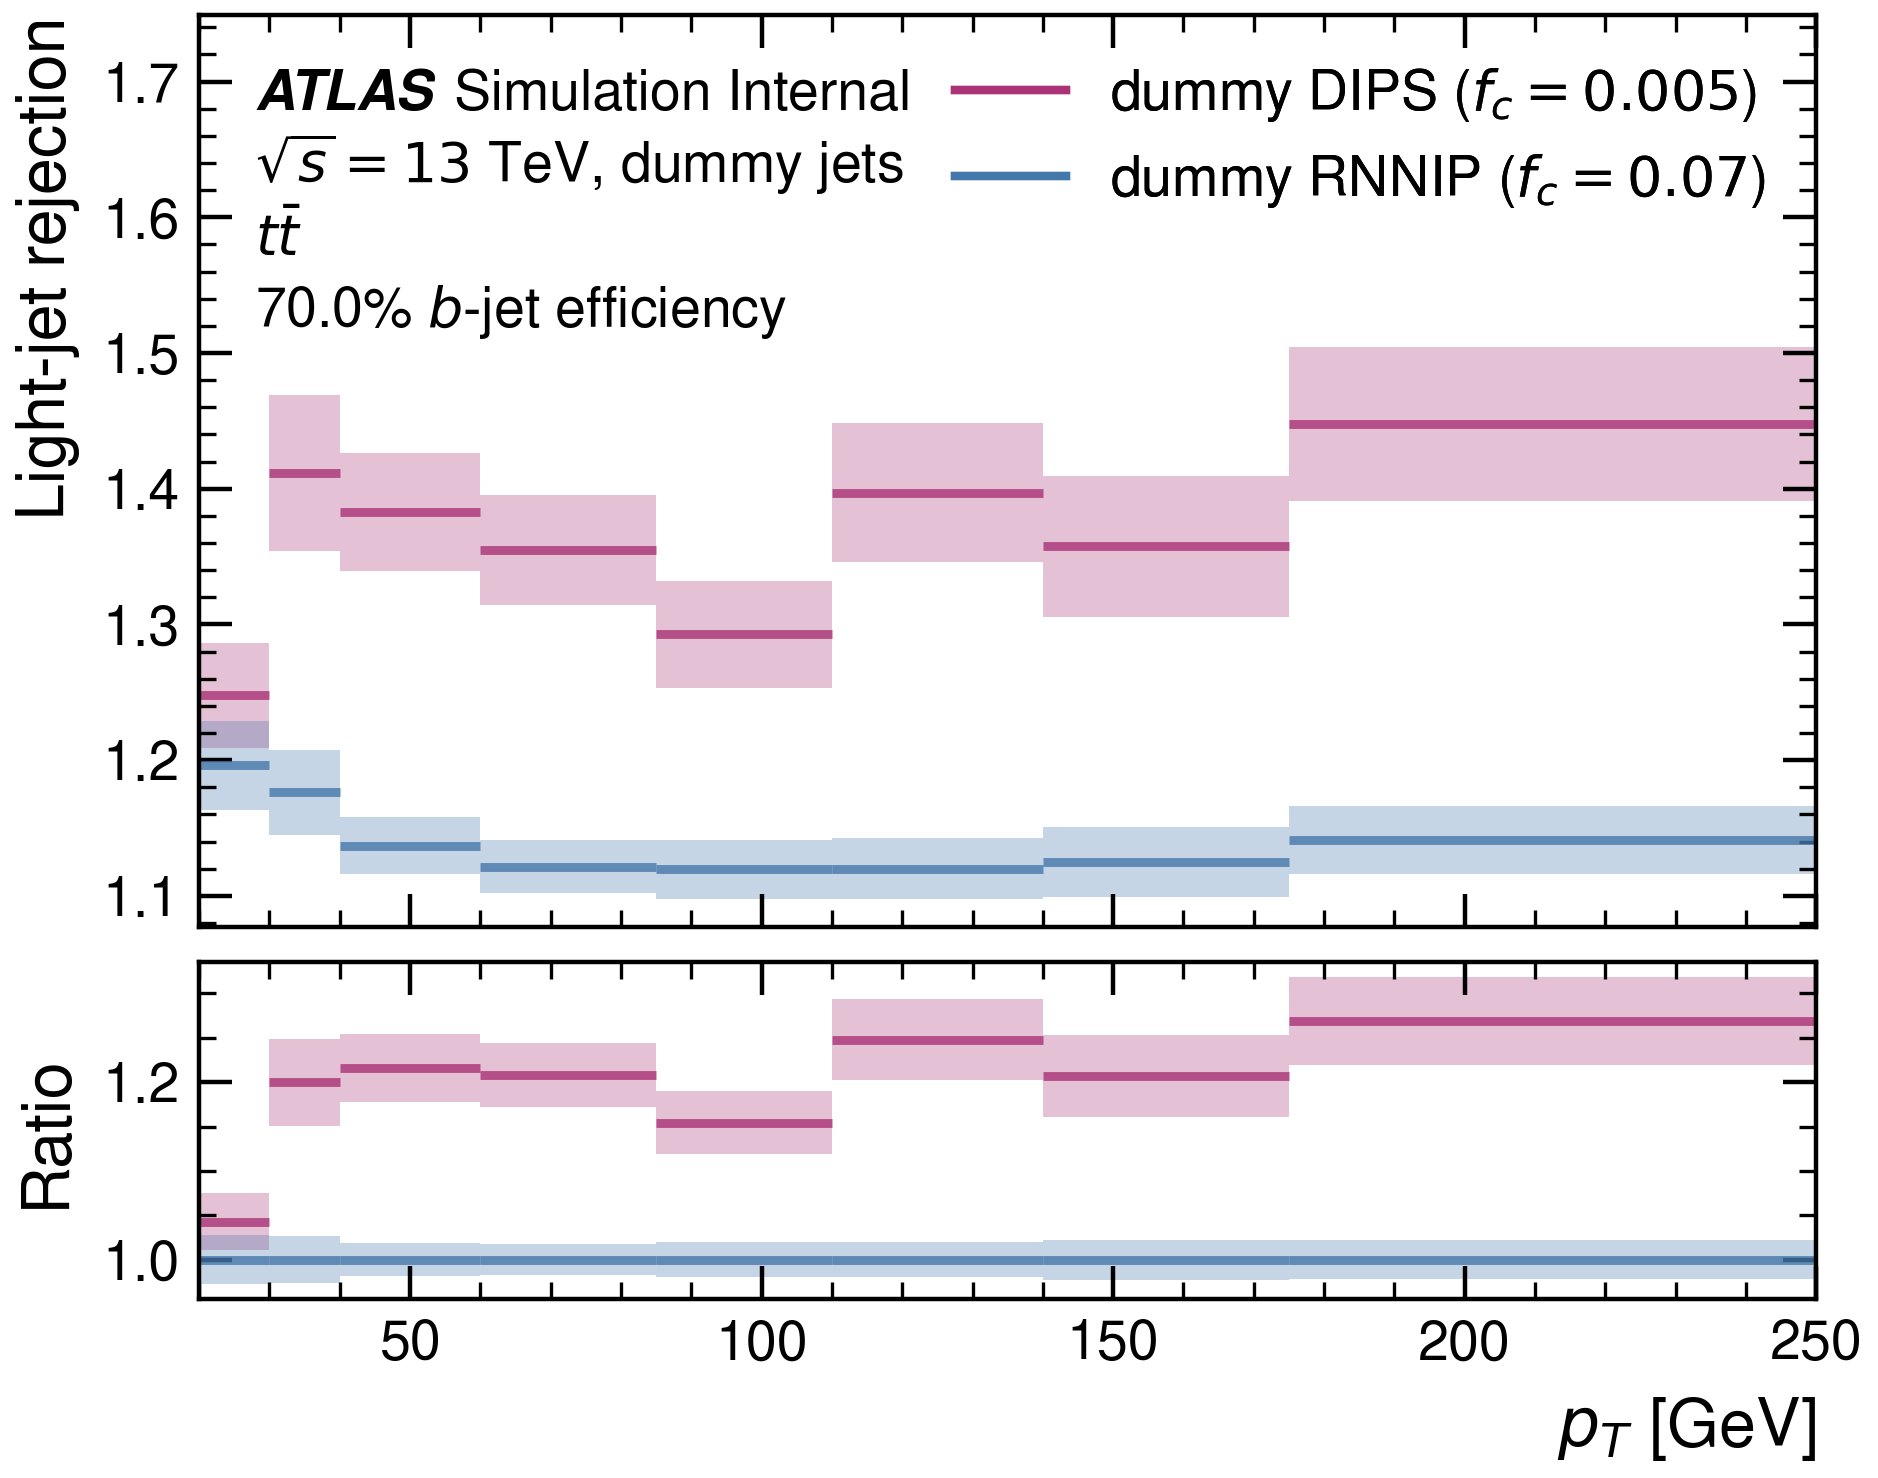 Light-jet rejection
1.7
1.6
1.5
1.4
1.3
1.2
1.1
ATLAS Simulation Internal
√s = 13 TeV, dummy jets
tt̄
70.0% b-jet efficiency
dummy DIPS (f_c = 0.005)
dummy RNNIP (f_c = 0.07)
Ratio
1.2
1.0
50 100 150 200 250
p_T [GeV]